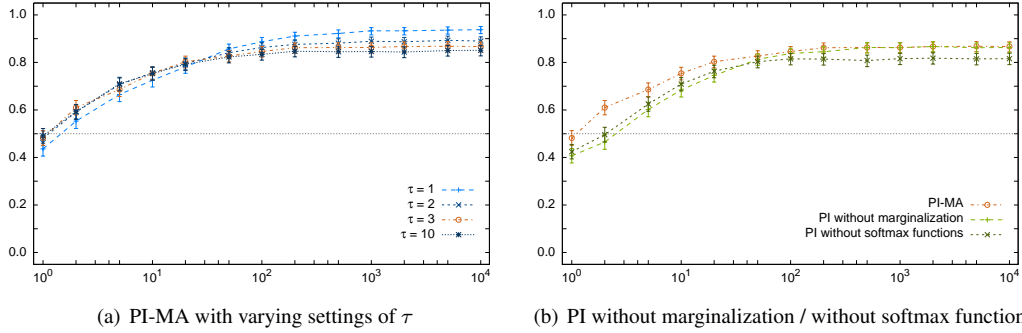 1.0
0.8
0.6
0.4
0.2
0.0
10^0
10^1
10^2
10^3
10^4
τ = 1
τ = 2
τ = 3
τ = 10
(a) PI-MA with varying settings of τ
1.0
0.8
0.6
0.4
0.2
0.0
10^0
10^1
10^2
10^3
10^4
PI-MA
PI without marginalization
PI without softmax functions
(b) PI without marginalization / without softmax function